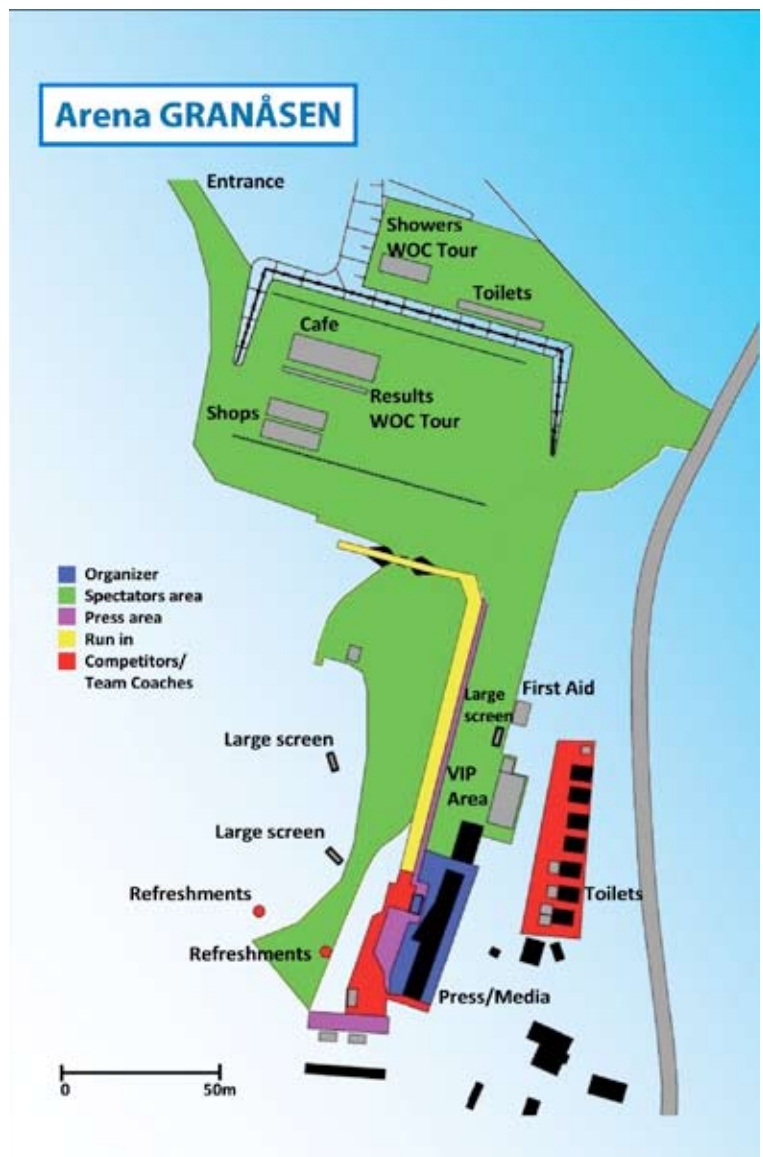 Arena GRANÅSEN
Entrance
Showers
WOC Tour
Toilets
Cafe
Results
WOC Tour
Shops
Organizer
Spectators area
Press area
Run in
Competitors/
Team Coaches
First Aid
Large
screen
Large screen
VIP
Area
Large screen
Refreshments
Toilets
Refreshments
Press/Media
0
50m